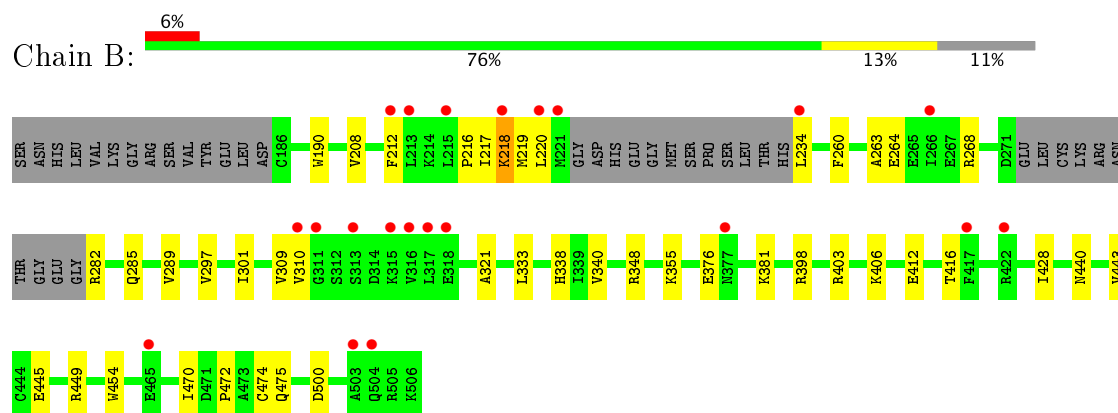 6%
Chain B:
76% 13% 11%
SER ASN HIS LEU VAL LYS GLY ARG SER VAL TYR GLU LEU ASP C186 W190 V208 F212 L213 K214 L215 P216 L217 K218 M219 L220 M221 GLY ASP HIS GLU GLY MET SER PRO SER LEU THR HIS L234 F260 A263 E264 E265 I266 E267 R268 D271 GLU LEU CYS LYS ARG ASN
THR GLY GLU GLY R282 Q285 V289 V297 I301 V309 V310 G311 S312 S313 D314 K315 V316 L317 E318 A321 L333 H338 I339 V340 R348 K355 E376 N377 K381 R398 R403 K406 E412 T416 F417 R422 I428 N440 V443
C444 E445 R449 W454 E465 I470 D471 P472 A473 C474 Q475 D500 A503 Q504 R505 K506